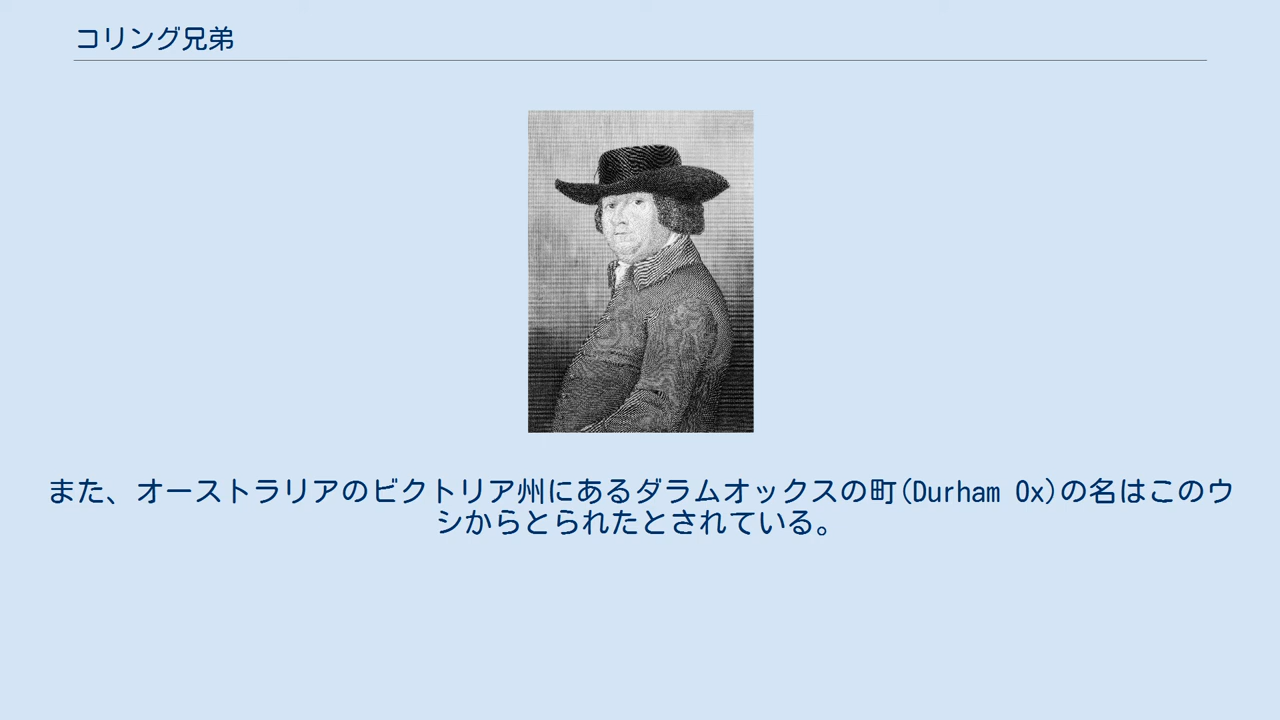 コリング兄弟
また、オーストラリアのビクトリア州にあるダラムオックスの町(Durham Ox)の名はこのウ
シからとられたとされている。